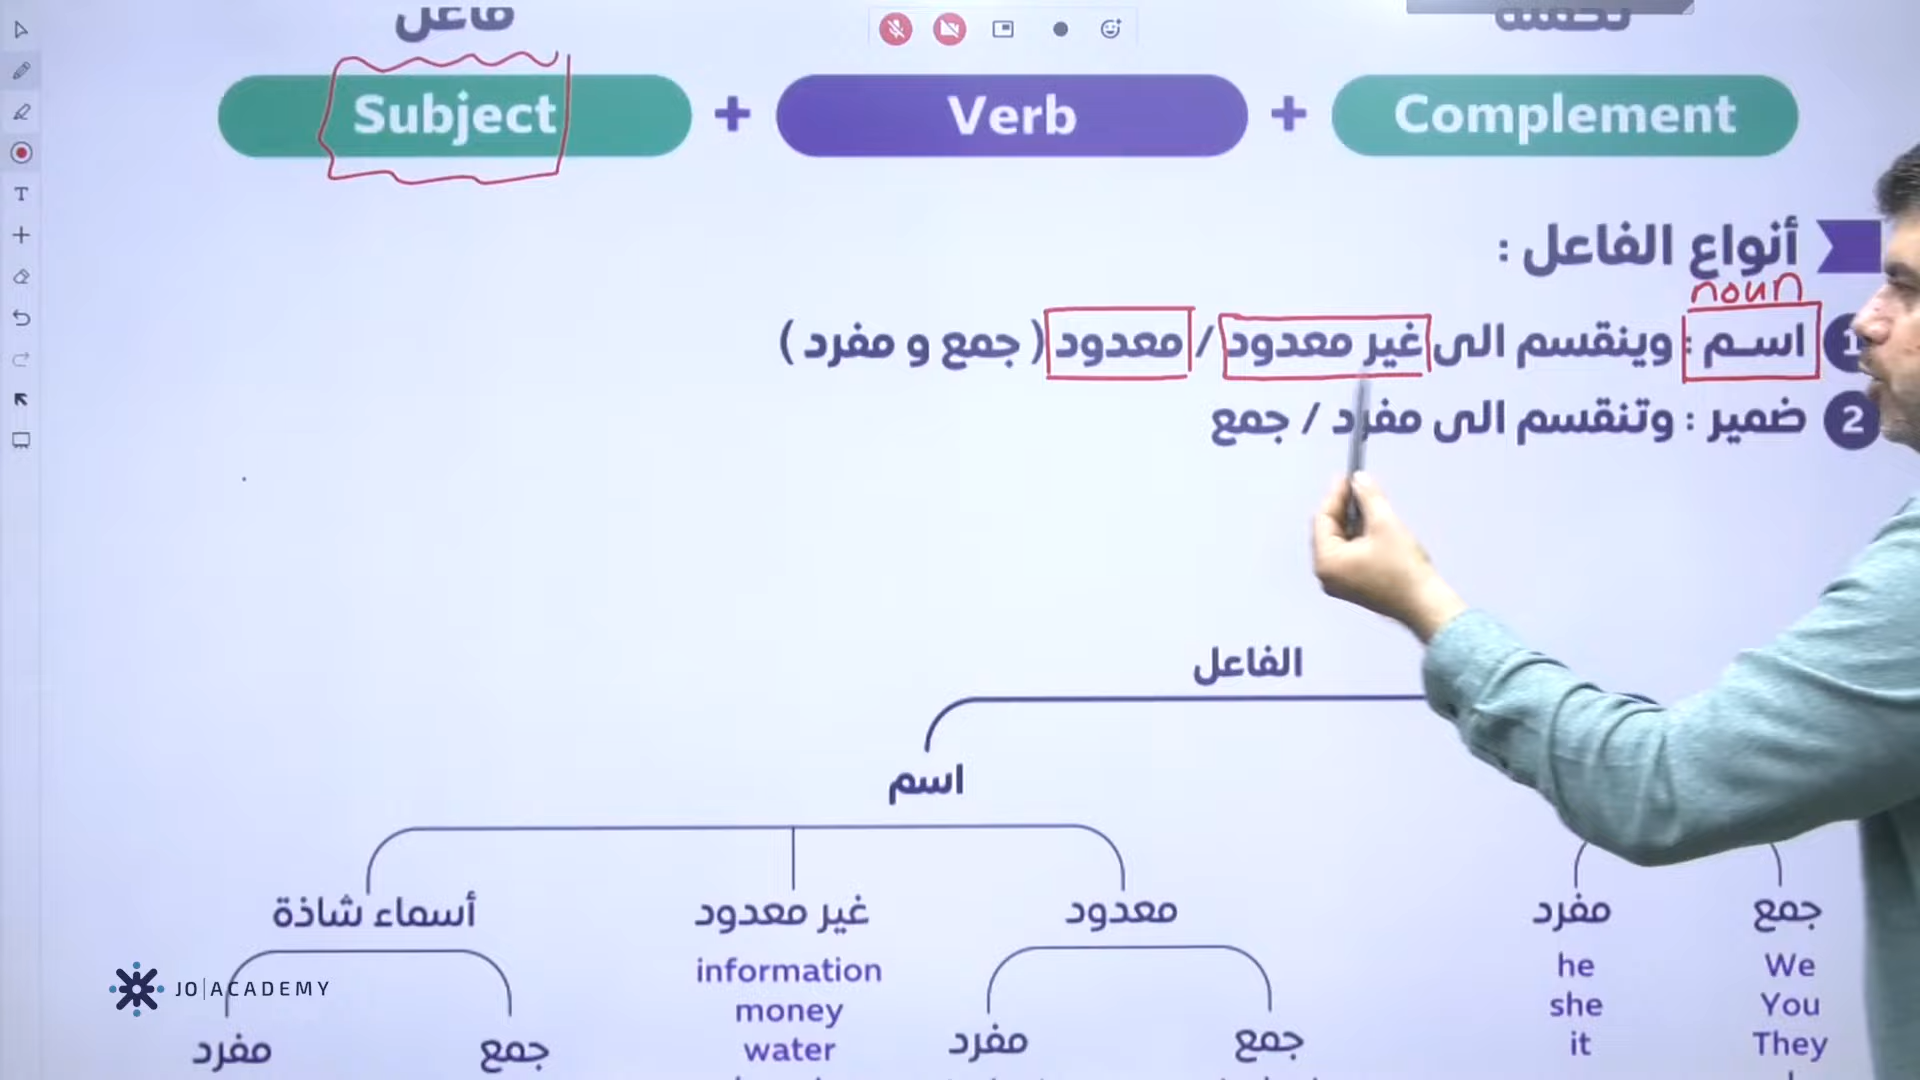 فاعل
تكملة
Subject + Verb + Complement
أنواع الفاعل :
noun
1 اسم : وينقسم الى غير معدود / معدود ( جمع و مفرد )
2 ضمير : وتنقسم الى مفرد / جمع
الفاعل
اسم
جمع مفرد معدود غير معدود أسماء شاذة
information
money
water
he
she
it
We
You
They
جمع مفرد
جمع مفرد
JO ACADEMY
T